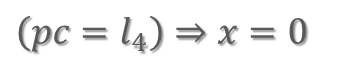 (pc = l₄) ⇒ x = 0